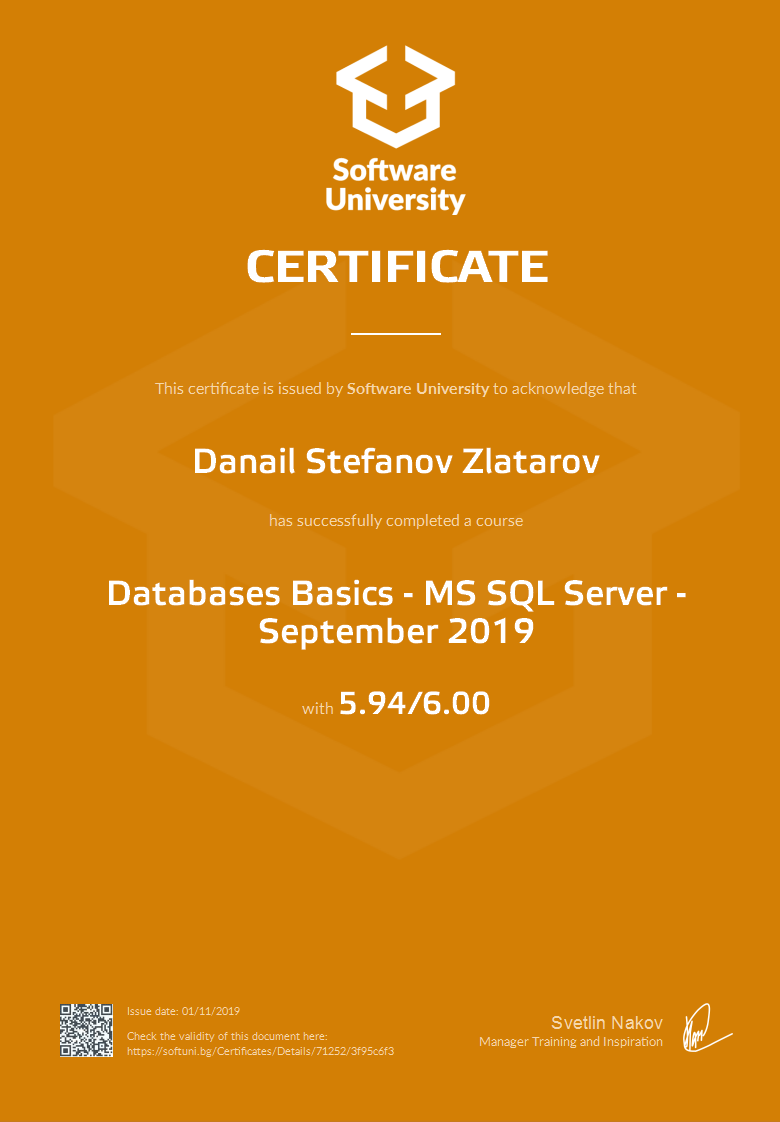 Software
University
CERTIFICATE
This certificate is issued by Software University to acknowledge that
Danail Stefanov Zlatarov
has successfully completed a course
Databases Basics - MS SQL Server -
September 2019
with 5.94/6.00
Issue date: 01/11/2019
Check the validity of this document here:
https://softuni.bg/Certificates/Details/71252/3f95c6f3
Svetlin Nakov
Manager Training and Inspiration